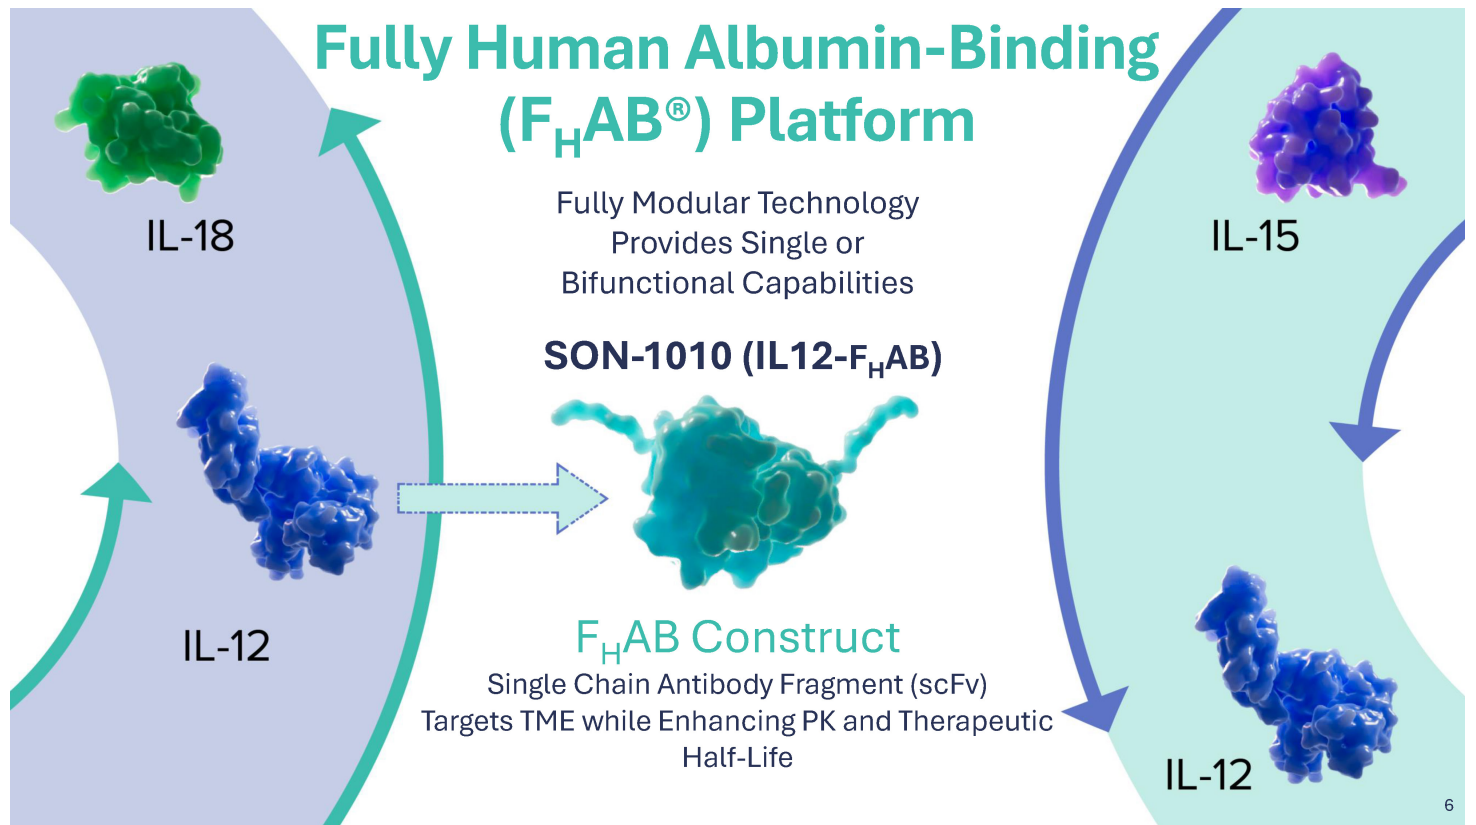 Fully Human Albumin-Binding
(FHAB®) Platform
Fully Modular Technology
Provides Single or
Bifunctional Capabilities
SON-1010 (IL12-FHAB)
FHAB Construct
Single Chain Antibody Fragment (scFv)
Targets TME while Enhancing PK and Therapeutic
Half-Life
IL-18
IL-12
IL-15
IL-12
6